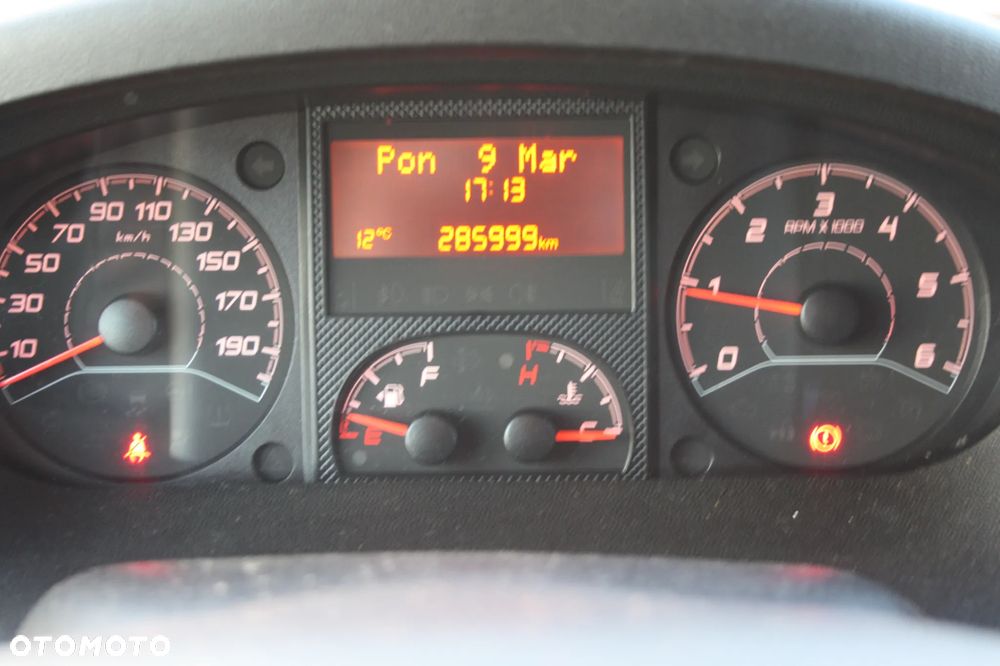 Pon 9 Mar
17:13
12°C 285999km
10 30 50 70 90 110 130 150 170 190
km/h
0 1 2 3 4 5 6
RPM X 1000
E F
H C
OTOMOTO